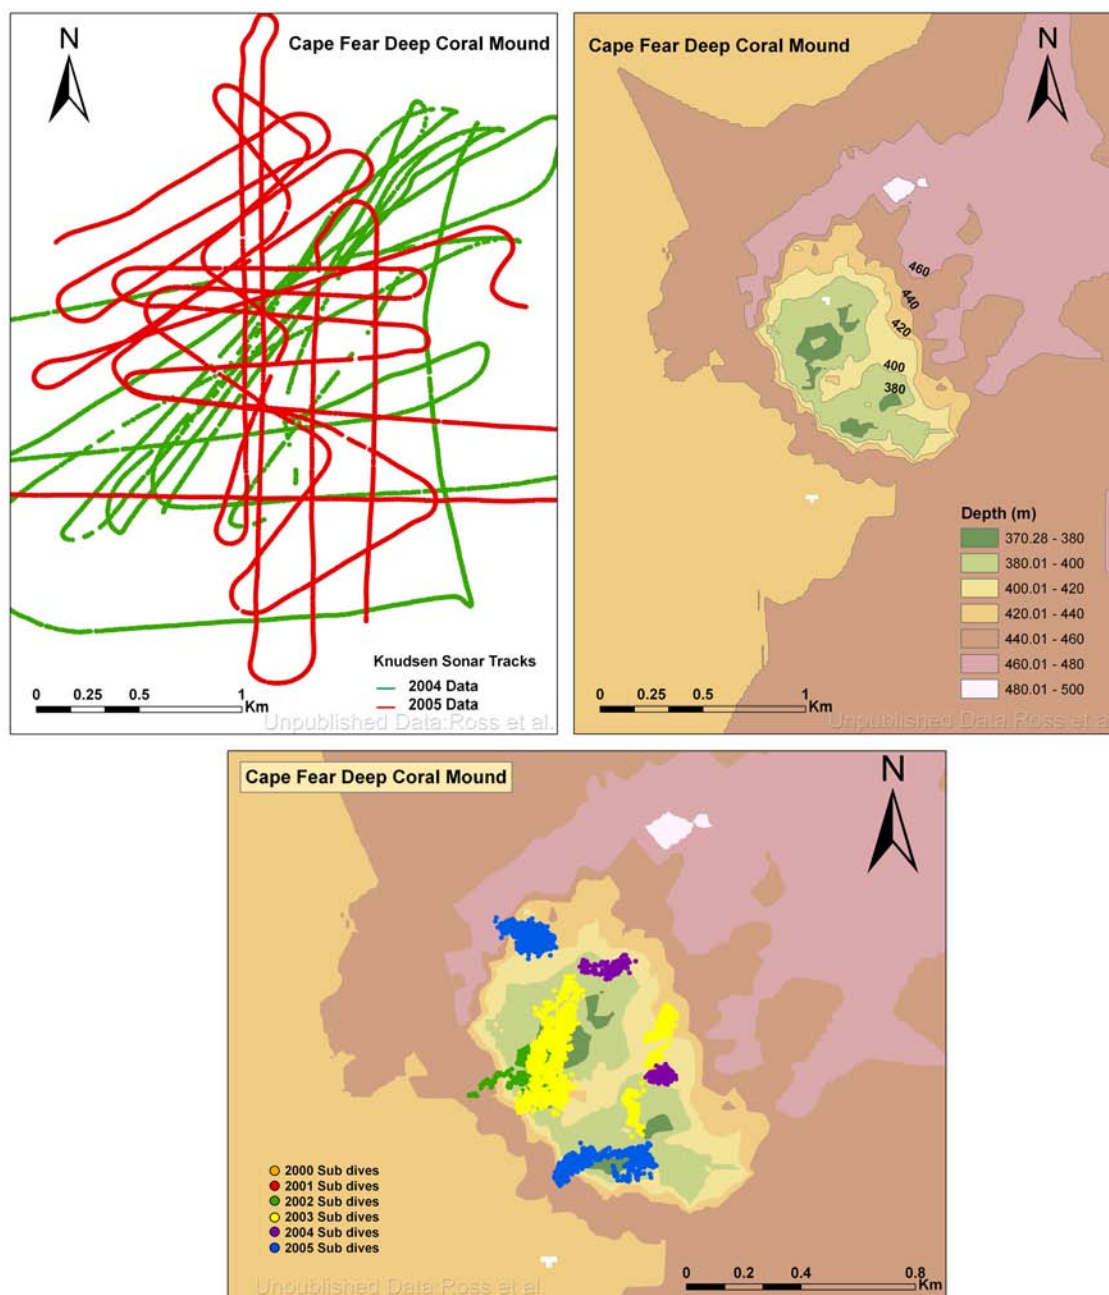 Cape Fear Deep Coral Mound
N
Knudsen Sonar Tracks
2004 Data
2005 Data
0 0.25 0.5 1
Km
Unpublished Data:Ross et al.
Cape Fear Deep Coral Mound
N
460
440
420
400
380
Depth (m)
370.28 - 380
380.01 - 400
400.01 - 420
420.01 - 440
440.01 - 460
460.01 - 480
480.01 - 500
0 0.25 0.5 1
Km
Unpublished Data:Ross et al
Cape Fear Deep Coral Mound
N
2000 Sub dives
2001 Sub dives
2002 Sub dives
2003 Sub dives
2004 Sub dives
2005 Sub dives
0 0.2 0.4 0.8
Km
Unpublished Data:Ross et al.